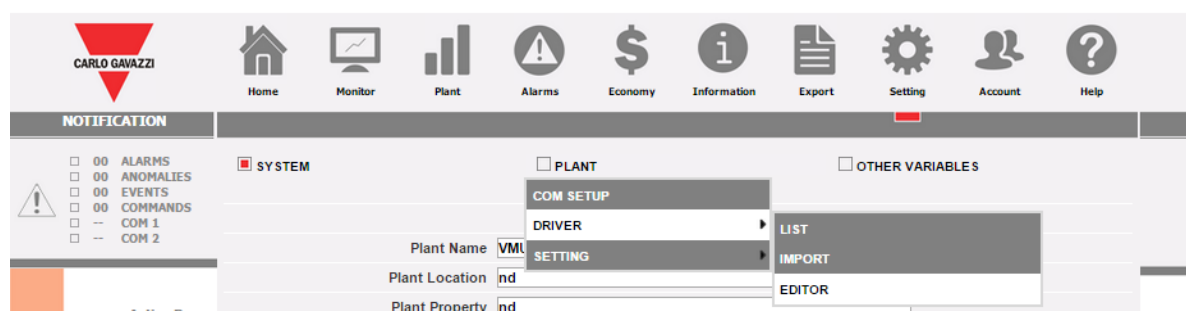 CARLO GAVAZZI
Home Monitor Plant Alarms Economy Information Export Setting Account Help
NOTIFICATION
00 ALARMS
00 ANOMALIES
00 EVENTS
00 COMMANDS
-- COM 1
-- COM 2
SYSTEM PLANT OTHER VARIABLES
COM SETUP
DRIVER
SETTING
LIST
IMPORT
EDITOR
Plant Name
Plant Location nd
Plant Property nd